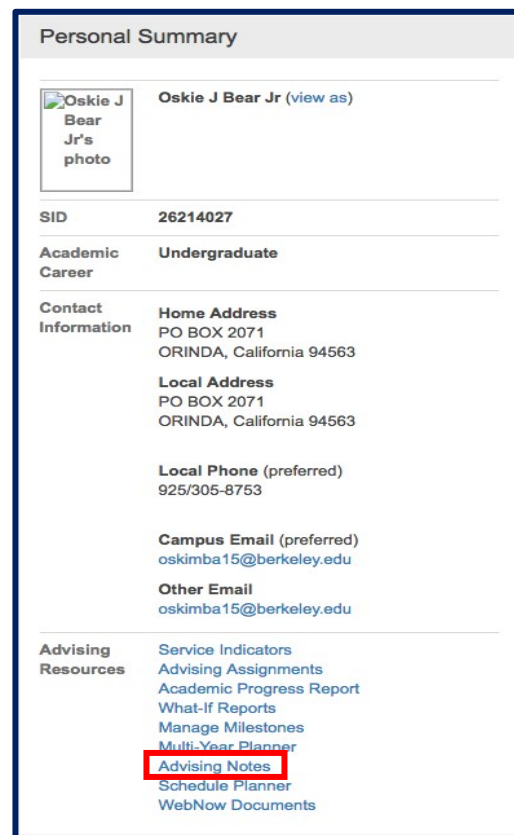 Personal Summary
Oskie J
Bear
Jr's
photo
Oskie J Bear Jr (view as)
SID 26214027
Academic Career Undergraduate
Contact Information
Home Address
PO BOX 2071
ORINDA, California 94563
Local Address
PO BOX 2071
ORINDA, California 94563
Local Phone (preferred)
925/305-8753
Campus Email (preferred)
oskimba15@berkeley.edu
Other Email
oskimba15@berkeley.edu
Advising Resources
Service Indicators
Advising Assignments
Academic Progress Report
What-If Reports
Manage Milestones
Multi-Year Planner
Advising Notes
Schedule Planner
WebNow Documents